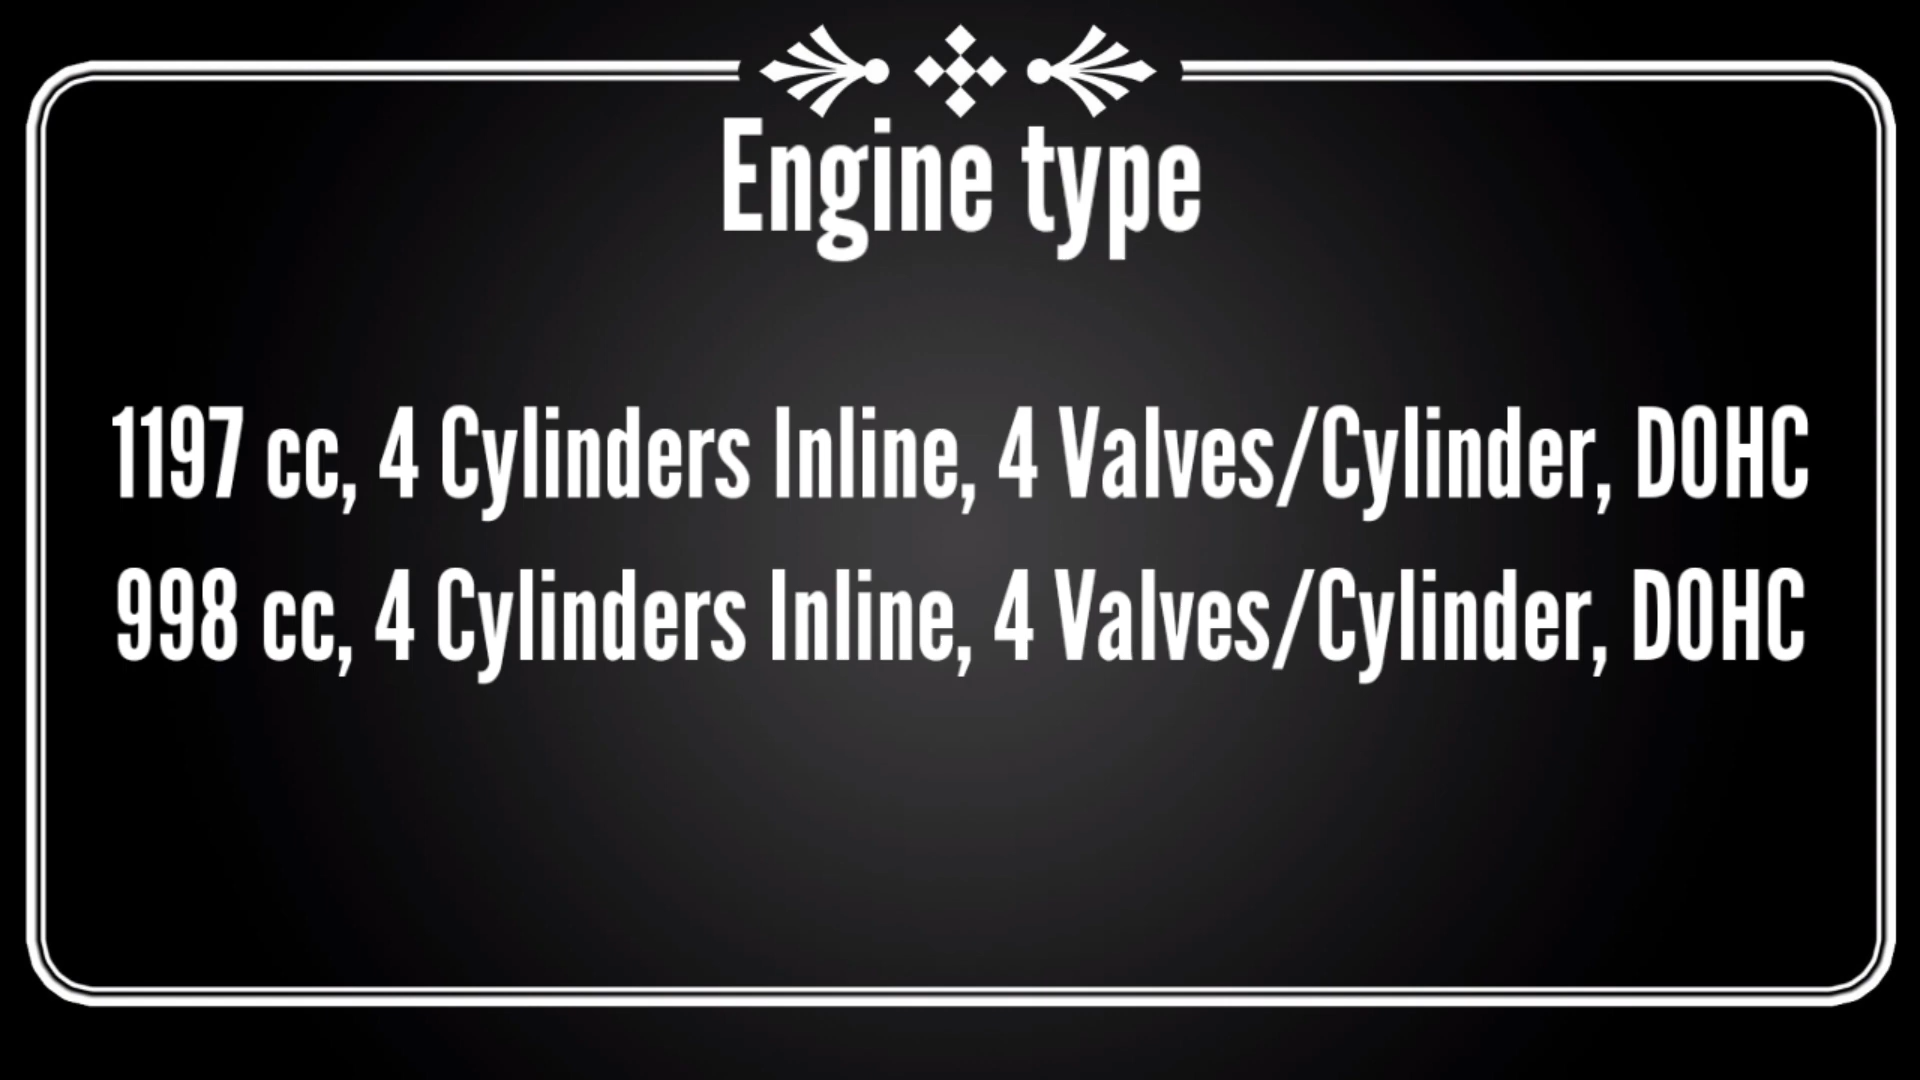 Engine type
1197 cc, 4 Cylinders Inline, 4 Valves/Cylinder, DOHC
998 cc, 4 Cylinders Inline, 4 Valves/Cylinder, DOHC